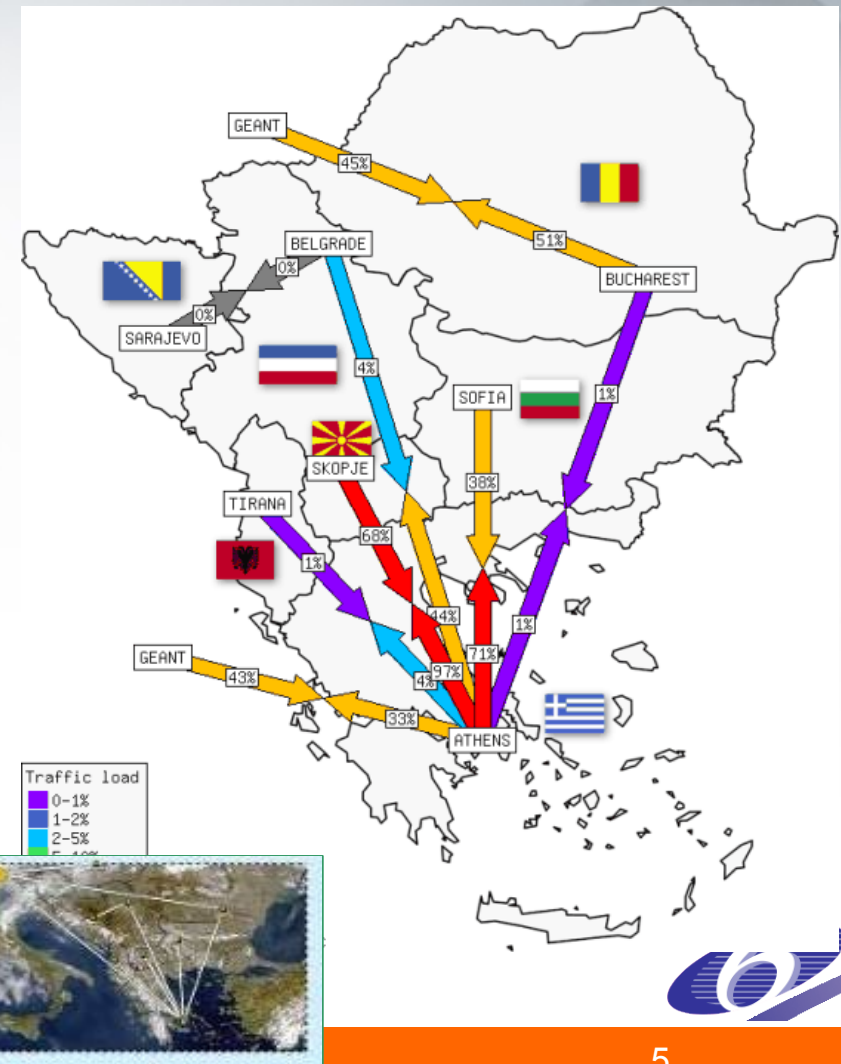 GEANT
45%
51%
BELGRADE
0%
BUCHAREST
0%
SARAJEVO
4%
1%
SOFIA
SKOPJE
38%
TIRANA
68%
1%
44%
1%
71%
GEANT
97%
43%
4%
33%
ATHENS
Traffic load
0-1%
1-2%
2-5%
5